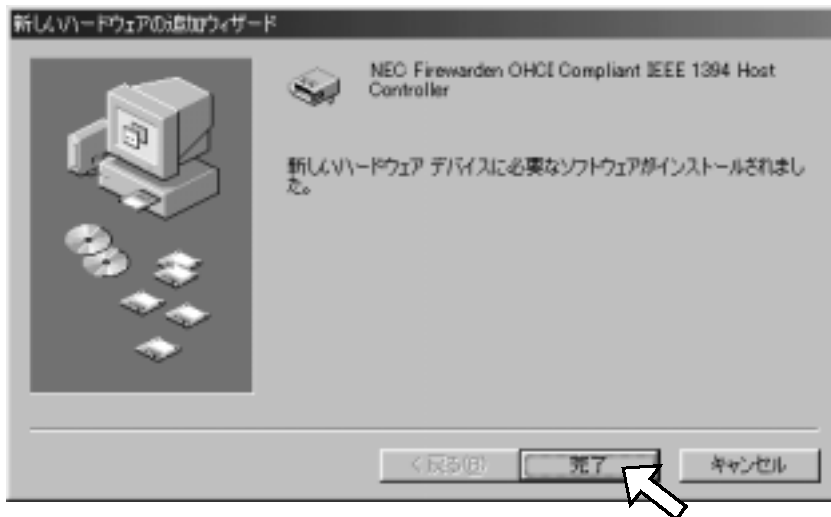 新しいハードウェアの追加ウィザード
NEC Firewarden OHCI Compliant IEEE 1394 Host
Controller
新しいハードウェア デバイスに必要なソフトウェアがインストールされまし
た。
< 戻る(B)
完了
キャンセル